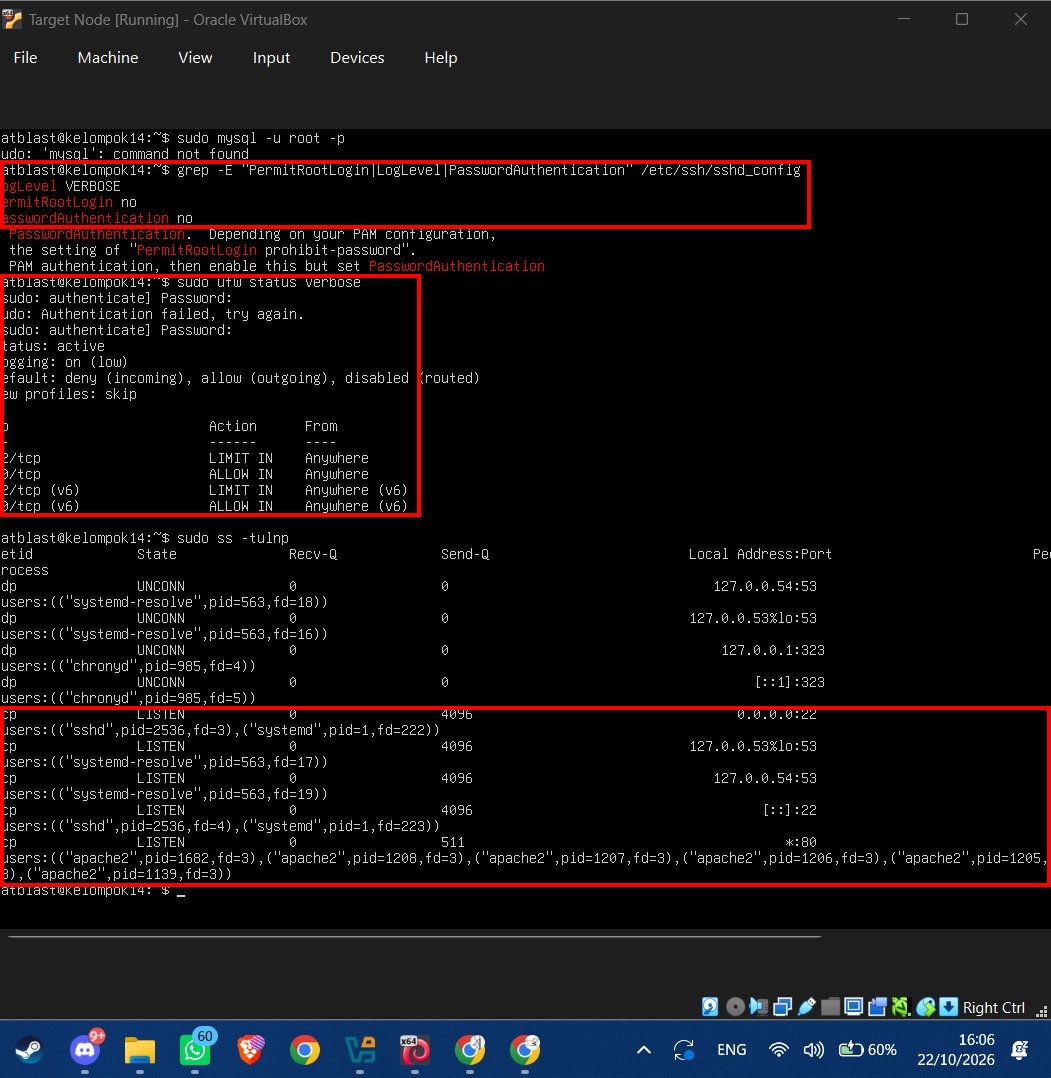 Target Node [Running] - Oracle VirtualBox
File Machine View Input Devices Help
atblast@kelompok14:~$ sudo mysql -u root -p
udo: 'mysql': command not found
atblast@kelompok14:~$ grep -E "PermitRootLogin|LogLevel|PasswordAuthentication" /etc/ssh/sshd_config
ogLevel VERBOSE
ermitRootLogin no
asswordAuthentication no
PasswordAuthentication. Depending on your PAM configuration,
the setting of "PermitRootLogin prohibit-password".
PAM authentication, then enable this but set PasswordAuthentication
atblast@kelompok14:~$ sudo ufw status verbose
sudo: authenticate] Password:
udo: Authentication failed, try again.
sudo: authenticate] Password:
tatus: active
ogging: on (low)
efault: deny (incoming), allow (outgoing), disabled (routed)
ew profiles: skip
o Action From
- ------ ----
2/tcp LIMIT IN Anywhere
0/tcp ALLOW IN Anywhere
2/tcp (v6) LIMIT IN Anywhere (v6)
0/tcp (v6) ALLOW IN Anywhere (v6)
atblast@kelompok14:~$ sudo ss -tulnp
etid State Recv-Q Send-Q Local Address:Port Pee
rocess
dp UNCONN 0 0 127.0.0.54:53
users:(("systemd-resolve",pid=563,fd=18))
dp UNCONN 0 0 127.0.0.53%lo:53
users:(("systemd-resolve",pid=563,fd=16))
dp UNCONN 0 0 127.0.0.1:323
users:(("chronyd",pid=985,fd=4))
dp UNCONN 0 0 [::1]:323
users:(("chronyd",pid=985,fd=5))
cp LISTEN 0 4096 0.0.0.0:22
users:(("sshd",pid=2536,fd=3),("systemd",pid=1,fd=222))
cp LISTEN 0 4096 127.0.0.53%lo:53
users:(("systemd-resolve",pid=563,fd=17))
cp LISTEN 0 4096 127.0.0.54:53
users:(("systemd-resolve",pid=563,fd=19))
cp LISTEN 0 4096 [::]:22
users:(("sshd",pid=2536,fd=4),("systemd",pid=1,fd=223))
cp LISTEN 0 511 *:80
users:(("apache2",pid=1682,fd=3),("apache2",pid=1208,fd=3),("apache2",pid=1207,fd=3),("apache2",pid=1206,fd=3),("apache2",pid=1205,
3),("apache2",pid=1139,fd=3))
atblast@kelompok14:~$ _
Right Ctrl
9+ 60 x64 ENG 60% 16:06
22/10/2026